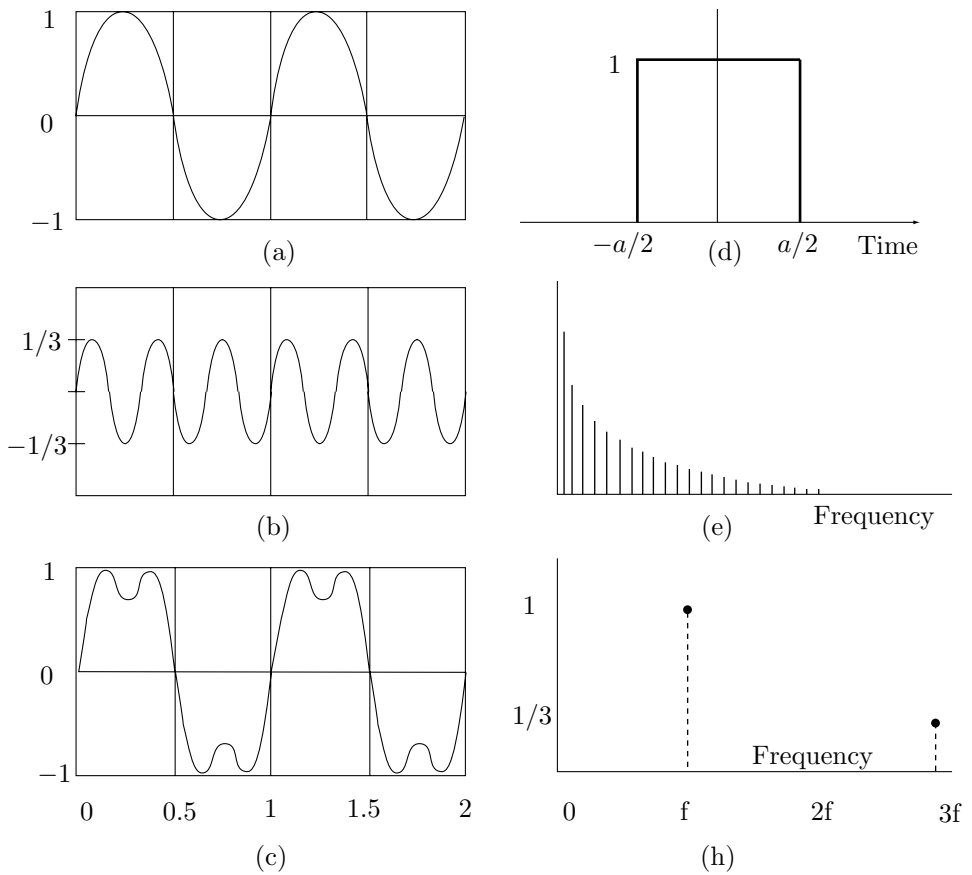 1
0
−1
(a)
1
−a/2
a/2
Time
(d)
1/3
−1/3
(b)
Frequency
(e)
1
0
−1
0 0.5 1 1.5 2
(c)
1
1/3
Frequency
0 f 2f 3f
(h)